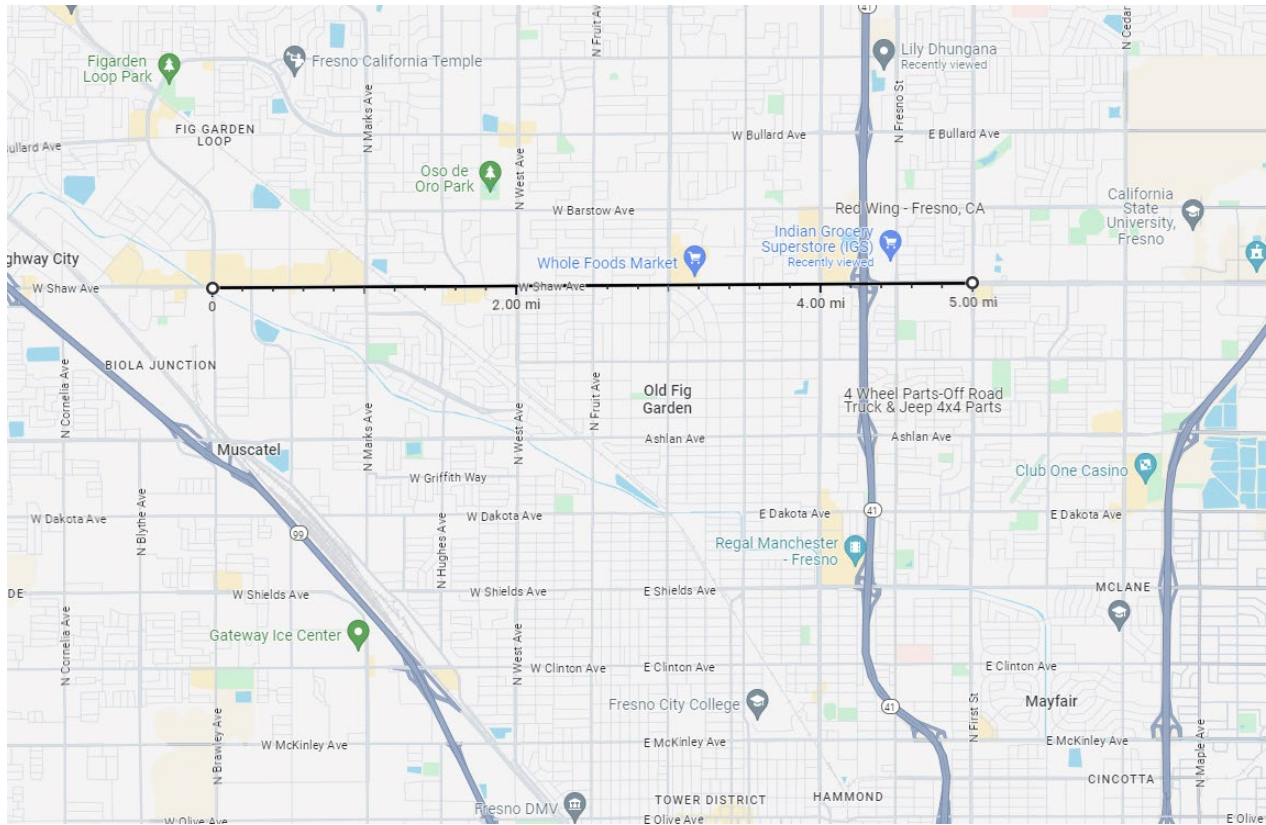 41
N Fruit Ave
N Cedar
Figarden
Loop Park
Fresno California Temple
Lily Dhungana
Recently viewed
N Marks Ave
N Fresno St
FIG GARDEN
LOOP
W Bullard Ave
E Bullard Ave
ullard Ave
Oso de
Oro Park
N West Ave
California
State
University,
Fresno
W Barstow Ave
Red Wing - Fresno, CA
Indian Grocery
Superstore (IGS)
Recently viewed
ghway City
Whole Foods Market
W Shaw Ave
W Shaw Ave
0
2.00 mi
4.00 mi
5.00 mi
BIOLA JUNCTION
N Cornelia Ave
N Marks Ave
N West Ave
N Fruit Ave
Old Fig
Garden
4 Wheel Parts-Off Road
Truck & Jeep 4x4 Parts
Ashlan Ave
Ashlan Ave
Muscatel
Club One Casino
W Griffith Way
N Blythe Ave
W Dakota Ave
W Dakota Ave
E Dakota Ave
41
E Dakota Ave
99
N Hughes Ave
Regal Manchester
- Fresno
DE
W Shields Ave
W Shields Ave
E Shields Ave
MCLANE
Gateway Ice Center
N Cornelia Ave
N West Ave
W Clinton Ave
E Clinton Ave
E Clinton Ave
Fresno City College
41
N First St
Mayfair
N Brawley Ave
W McKinley Ave
E McKinley Ave
E McKinley Ave
N Maple Ave
CINCOTTA
Fresno DMV
TOWER DISTRICT
HAMMOND
W Olive Ave
E Olive Ave
E Olive